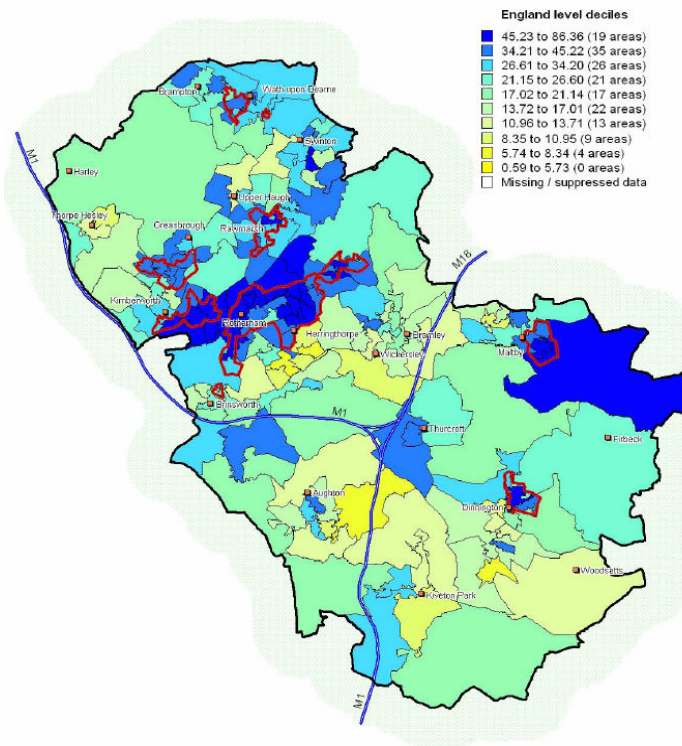 England level deciles
45.23 to 86.36 (19 areas)
34.21 to 45.22 (35 areas)
26.61 to 34.20 (26 areas)
21.15 to 26.60 (21 areas)
17.02 to 21.14 (17 areas)
13.72 to 17.01 (22 areas)
10.96 to 13.71 (13 areas)
8.35 to 10.95 (9 areas)
5.74 to 8.34 (4 areas)
0.59 to 5.73 (0 areas)
Missing / suppressed data
Brampton
Wath upon Dearne
Swinton
M1
Harley
Upper Haugh
Thorpe Hesley
Greasbrough
Rawmarsh
M18
Kimberworth
Rotherham
Herringthorpe
Bramley
Wickersley
Maltby
Brinsworth
M1
Thurcroft
Firbeck
Aughton
Dinnington
Woodsetts
Kiveton Park
M1